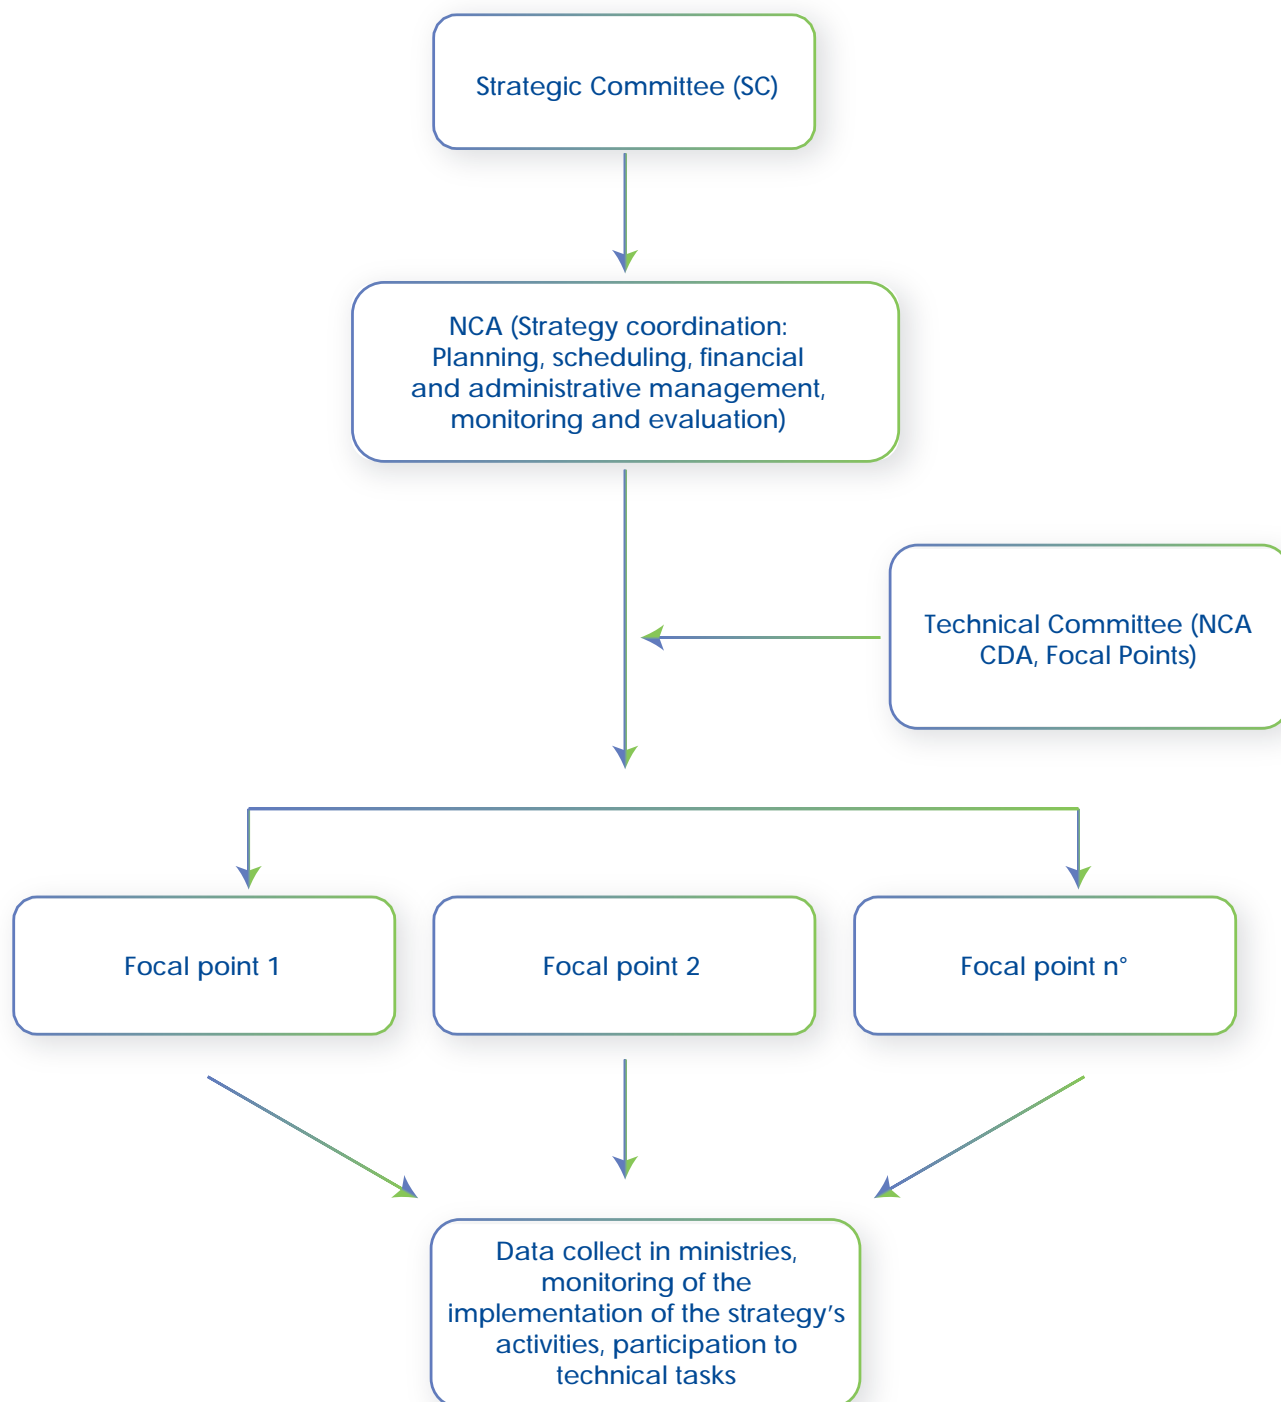 Strategic Committee (SC)
NCA (Strategy coordination:
Planning, scheduling, financial
and administrative management,
monitoring and evaluation)
Technical Committee (NCA
CDA, Focal Points)
Focal point 1
Focal point 2
Focal point n°
Data collect in ministries,
monitoring of the
implementation of the strategy’s
activities, participation to
technical tasks